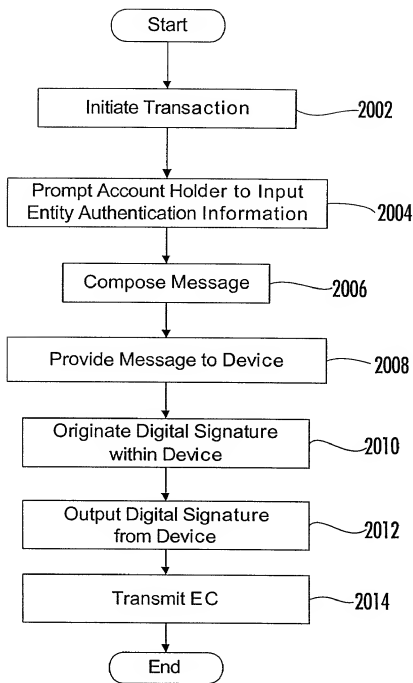 Start
Initiate Transaction
2002
Prompt Account Holder to Input
Entity Authentication Information
2004
Compose Message
2006
Provide Message to Device
2008
Originate Digital Signature
within Device
2010
Output Digital Signature
from Device
2012
Transmit EC
2014
End